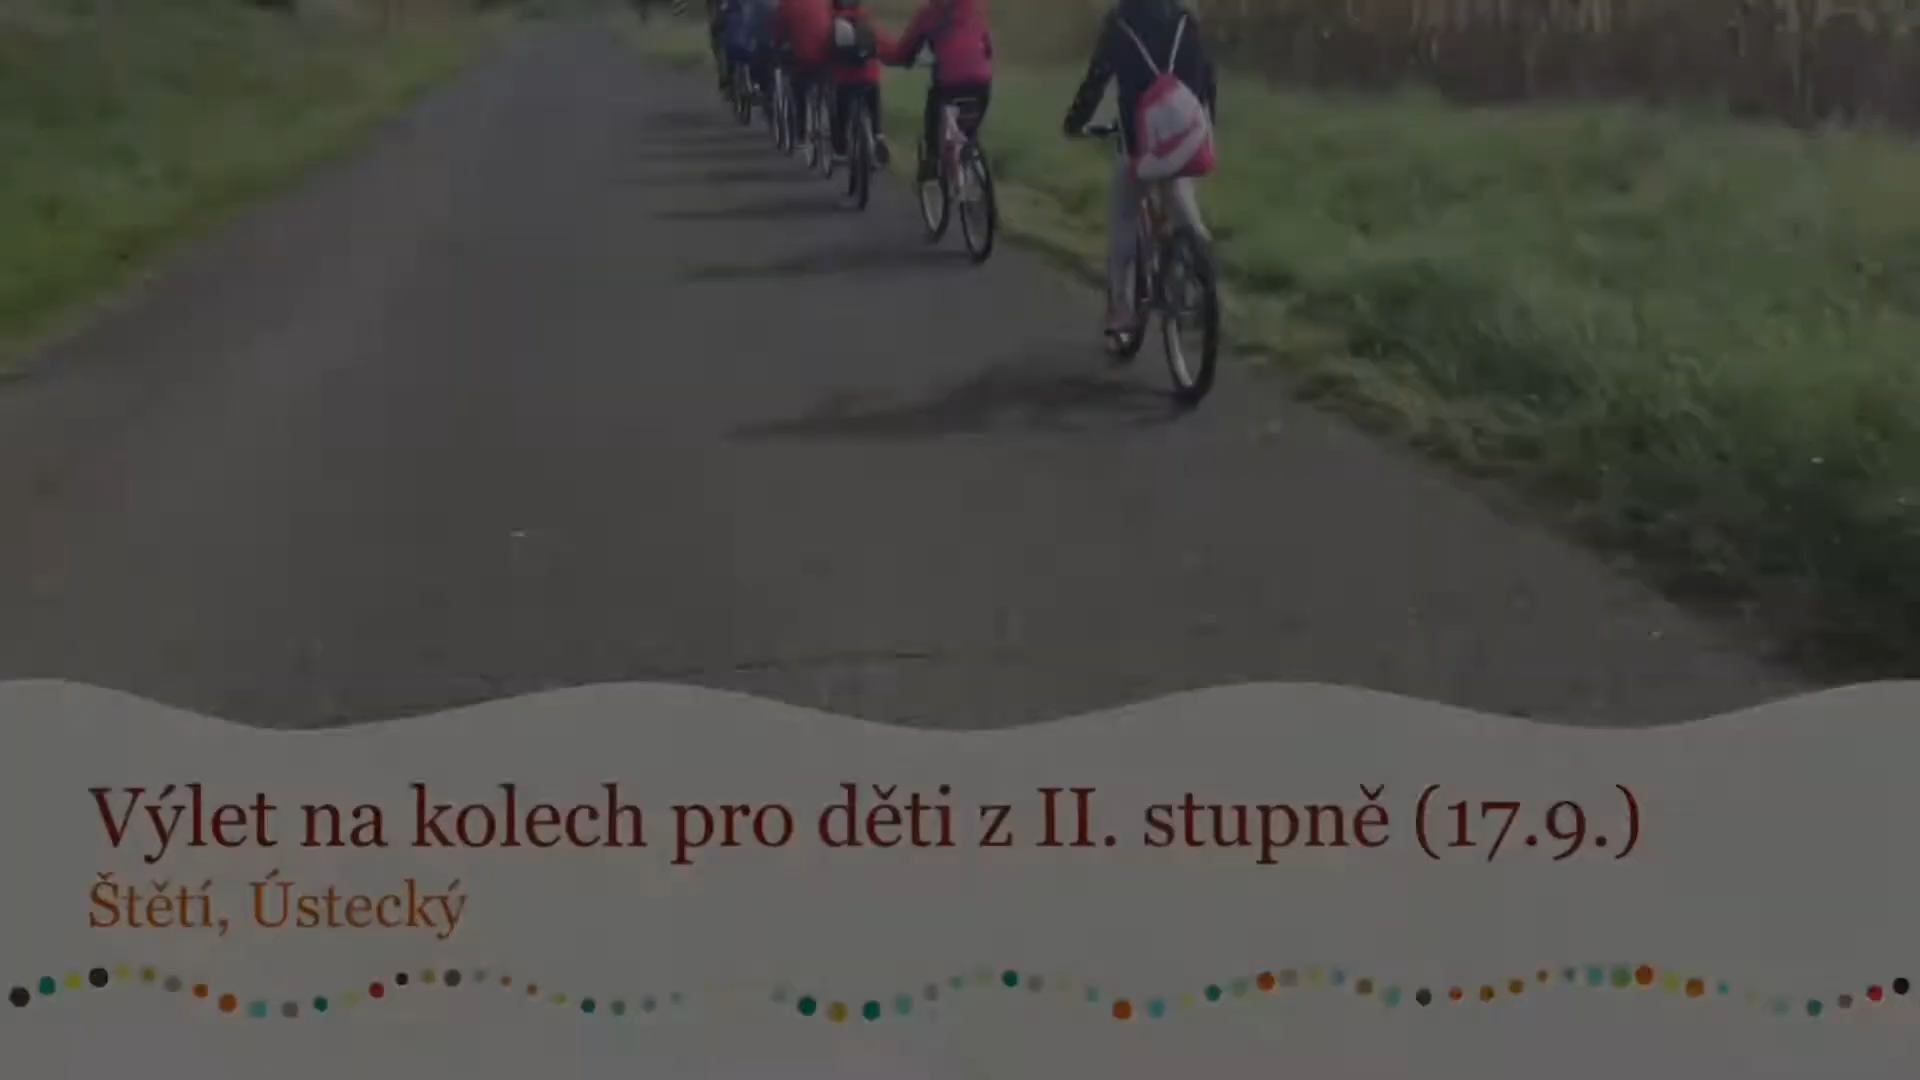 Výlet na kolech pro děti z II. stupně (17.9.)
Štětí, Ústecký